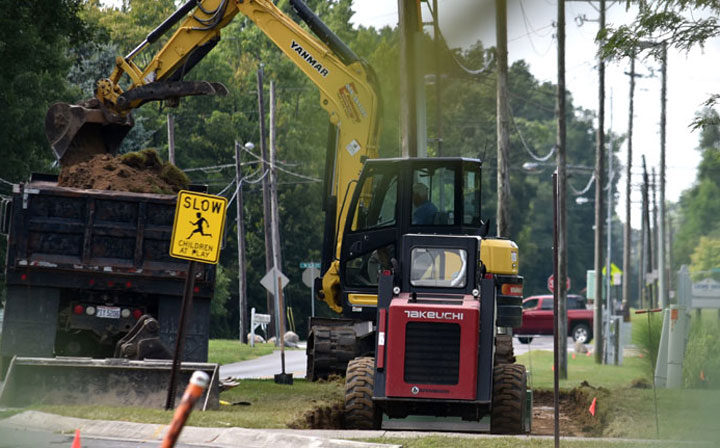 YANMAR
SLOW
CHILDREN
AT PLAY
TAKEUCHI